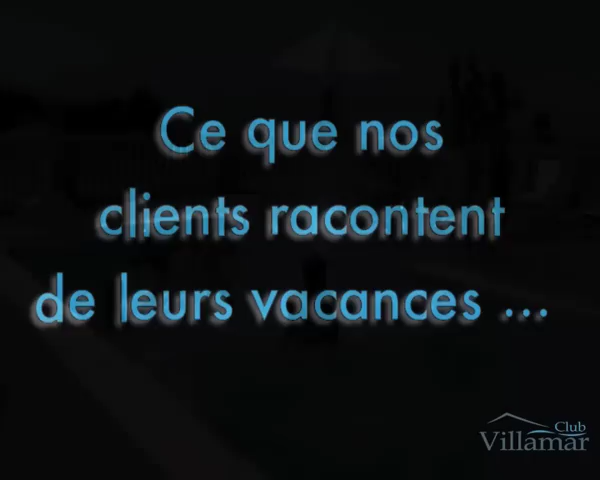 Ce que nos
clients racontent
de leurs vacances ...
Club
Villamar